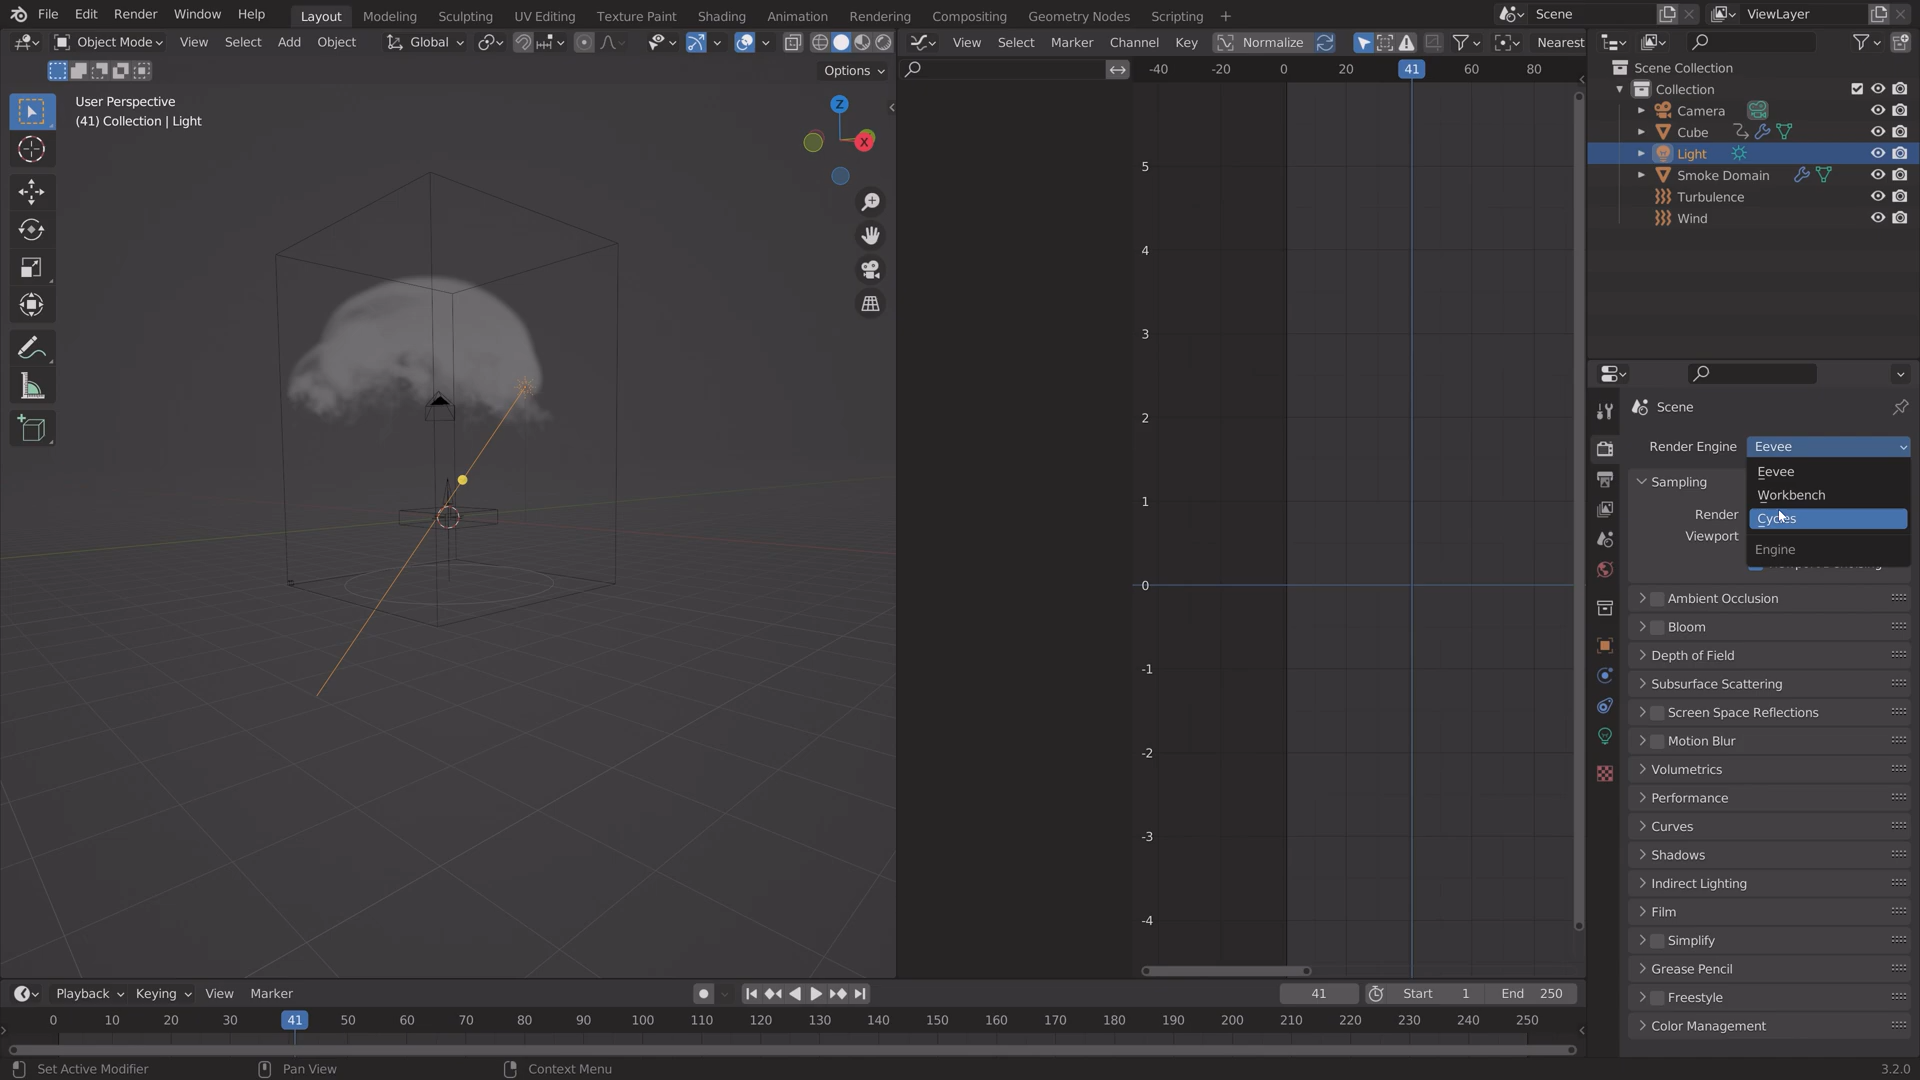 File Edit Render Window Help Layout Modeling Sculpting UV Editing Texture Paint Shading Animation Rendering Compositing Geometry Nodes Scripting + Scene ViewLayer
Object Mode View Select Add Object Global View Select Marker Channel Key Normalize Nearest
Options
-40 -20 0 20 41 60 80
User Perspective
(41) Collection | Light
Z
X
5
4
3
2
1
0
-1
-2
-3
-4
Scene Collection
Collection
Camera
Cube
Light
Smoke Domain
Turbulence
Wind
Scene
Render Engine Eevee
Eevee
Sampling
Workbench
Render
Cycles
Viewport
Engine
Ambient Occlusion
Bloom
Depth of Field
Subsurface Scattering
Screen Space Reflections
Motion Blur
Volumetrics
Performance
Curves
Shadows
Indirect Lighting
Film
Simplify
Grease Pencil
Freestyle
Color Management
Playback Keying View Marker 41 Start 1 End 250
0 10 20 30 41 50 60 70 80 90 100 110 120 130 140 150 160 170 180 190 200 210 220 230 240 250
Set Active Modifier Pan View Context Menu 3.2.0